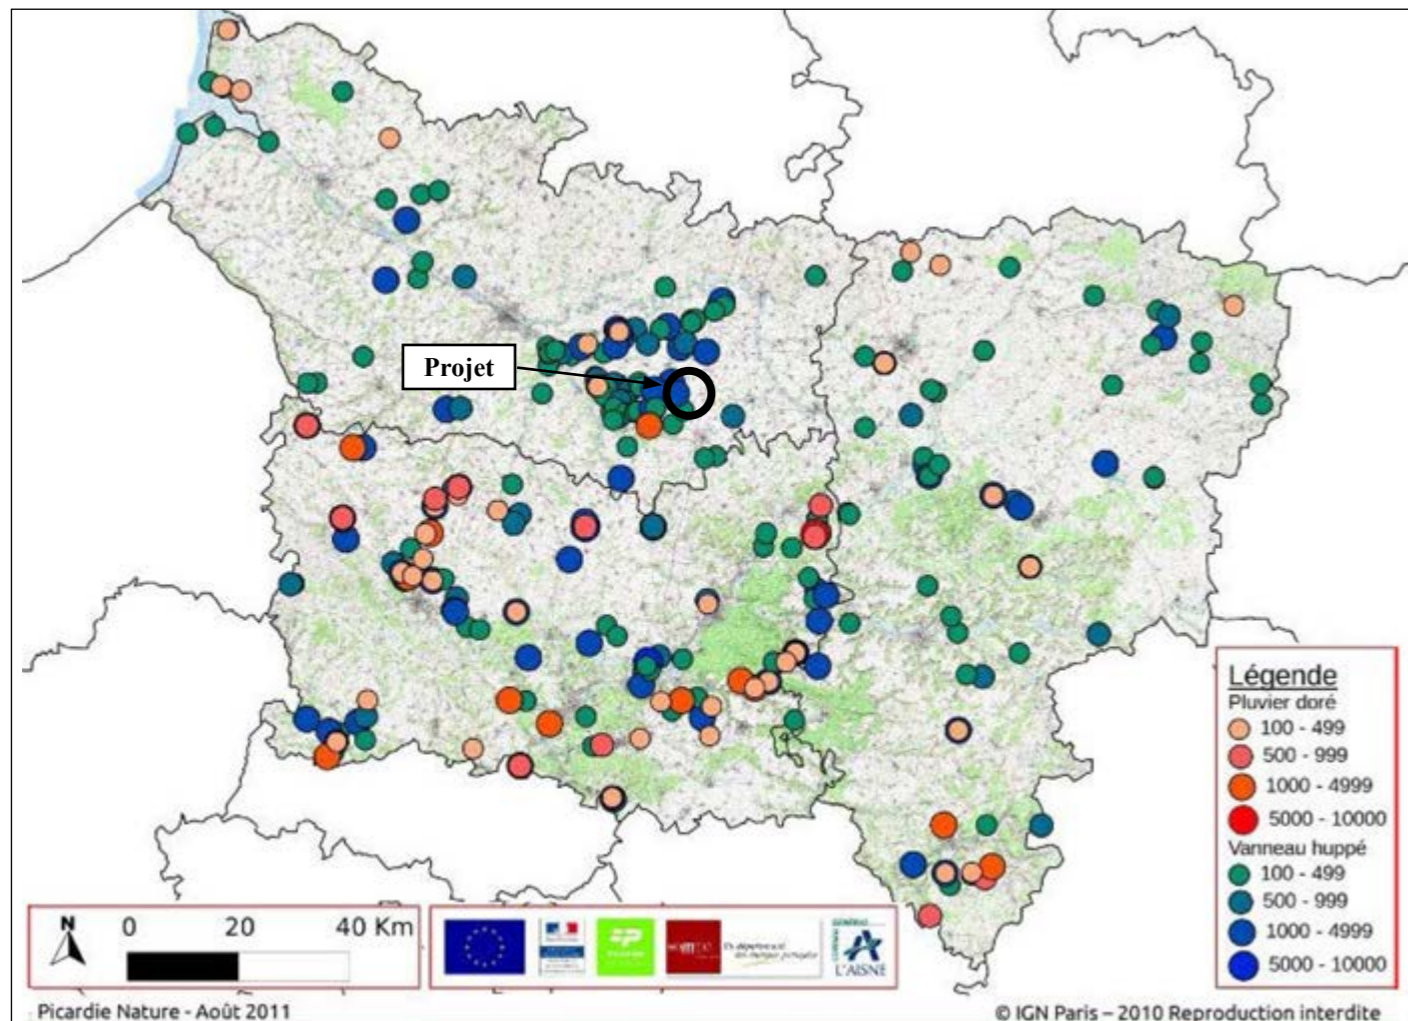 Projet
Légende
Pluvier doré
100 - 499
500 - 999
1000 - 4999
5000 - 10000
Vanneau huppé
100 - 499
500 - 999
1000 - 4999
5000 - 10000
N
0 20 40 Km
L'AISNE
Picardie Nature - Août 2011
© IGN Paris – 2010 Reproduction interdite